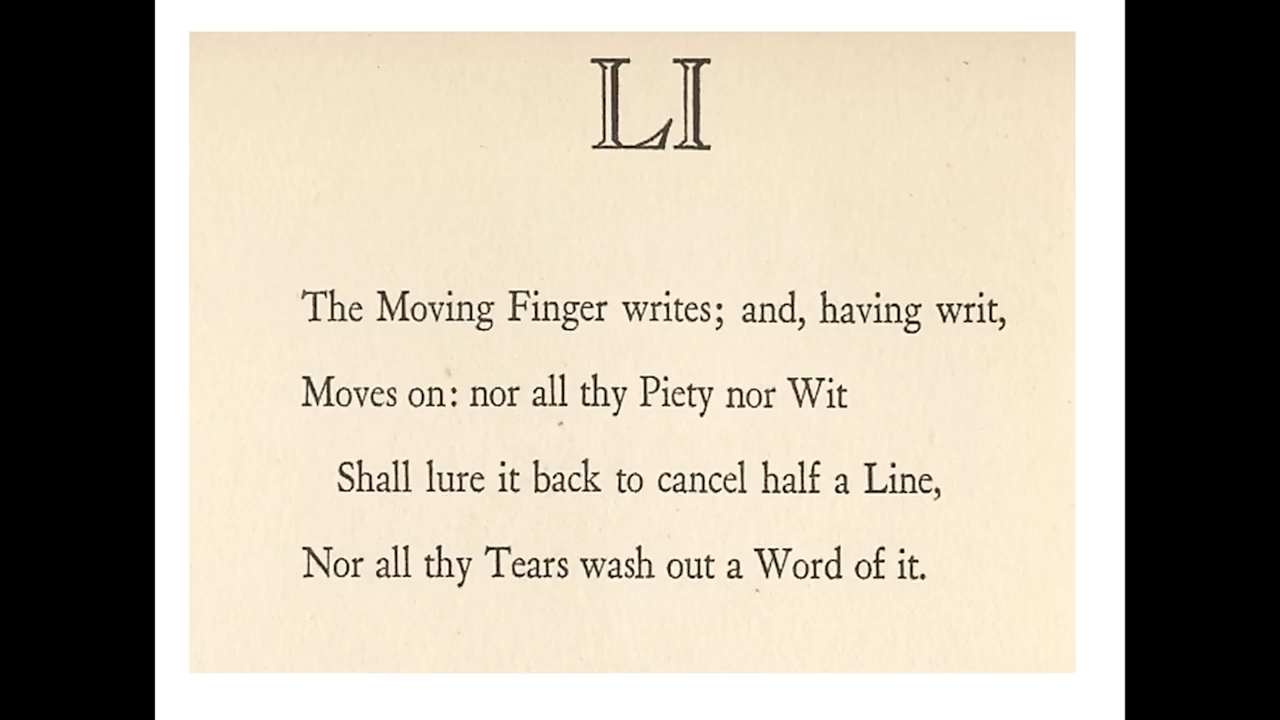 LI
The Moving Finger writes; and, having writ,
Moves on: nor all thy Piety nor Wit
Shall lure it back to cancel half a Line,
Nor all thy Tears wash out a Word of it.